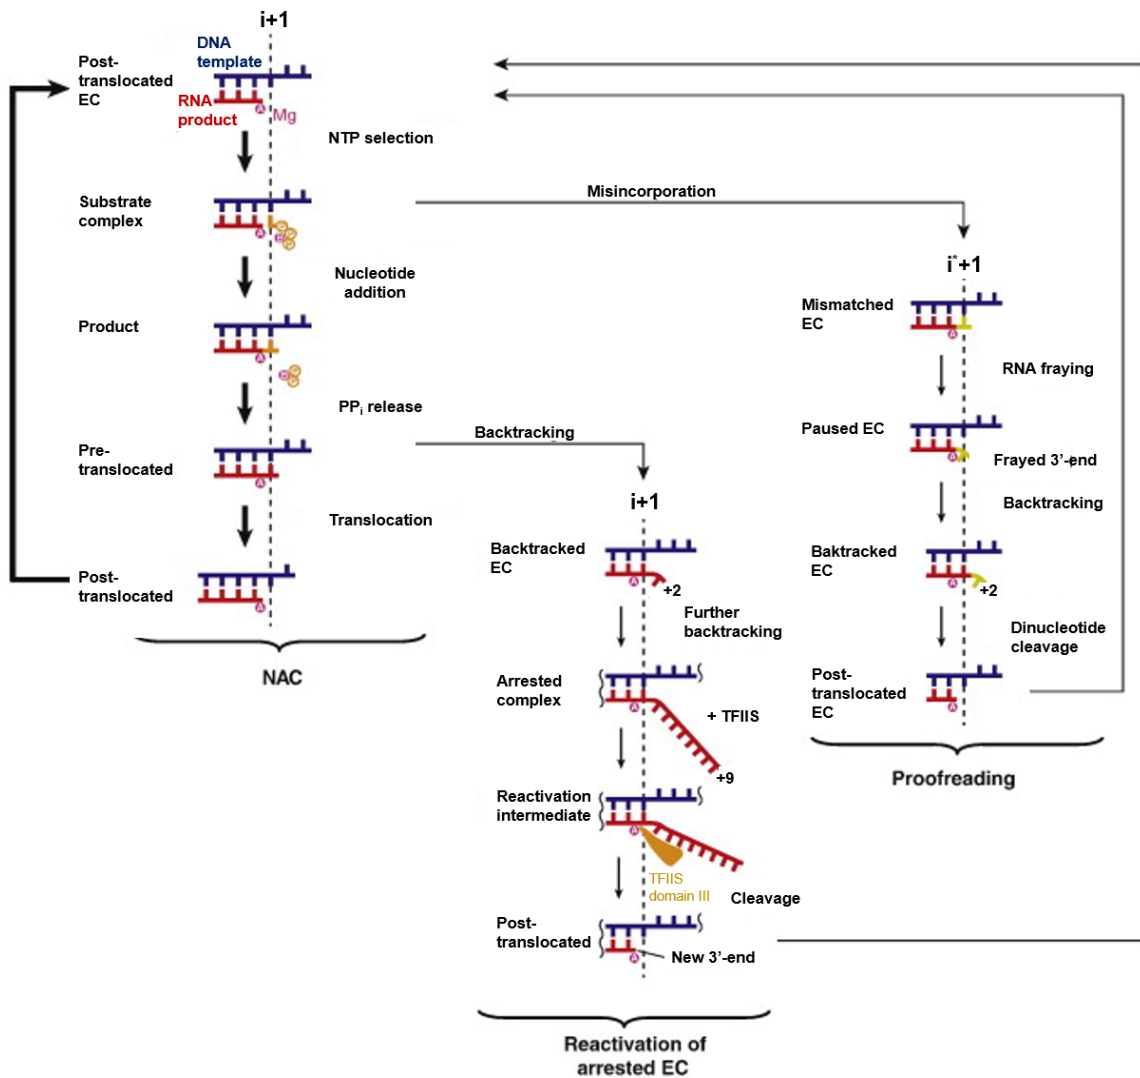 i+1
DNA
template
Post-
translocated
EC
RNA
product
A
Mg
NTP selection
Misincorporation
Substrate
complex
A
B
P
P
P
Nucleotide
addition
Product
A
B
P
P
PPi release
Backtracking
Pre-
translocated
A
Translocation
Post-
translocated
A
NAC
i+1
Backtracked
EC
A
+2
Further
backtracking
Arrested
complex
A
+ TFIIS
+9
Reactivation
intermediate
A
TFIIS
domain III
Cleavage
Post-
translocated
A
New 3'-end
Reactivation of
arrested EC
i*+1
Mismatched
EC
A
RNA fraying
Paused EC
A
Frayed 3'-end
Backtracking
Baktracked
EC
A
+2
Dinucleotide
cleavage
Post-
translocated
EC
A
Proofreading